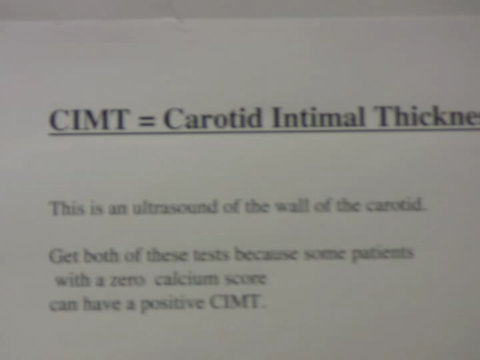 CIMT = Carotid Intimal Thickne
This is an ultrasound of the wall of the carotid.
Get both of these tests because some patients
with a zero calcium score
can have a positive CIMT.